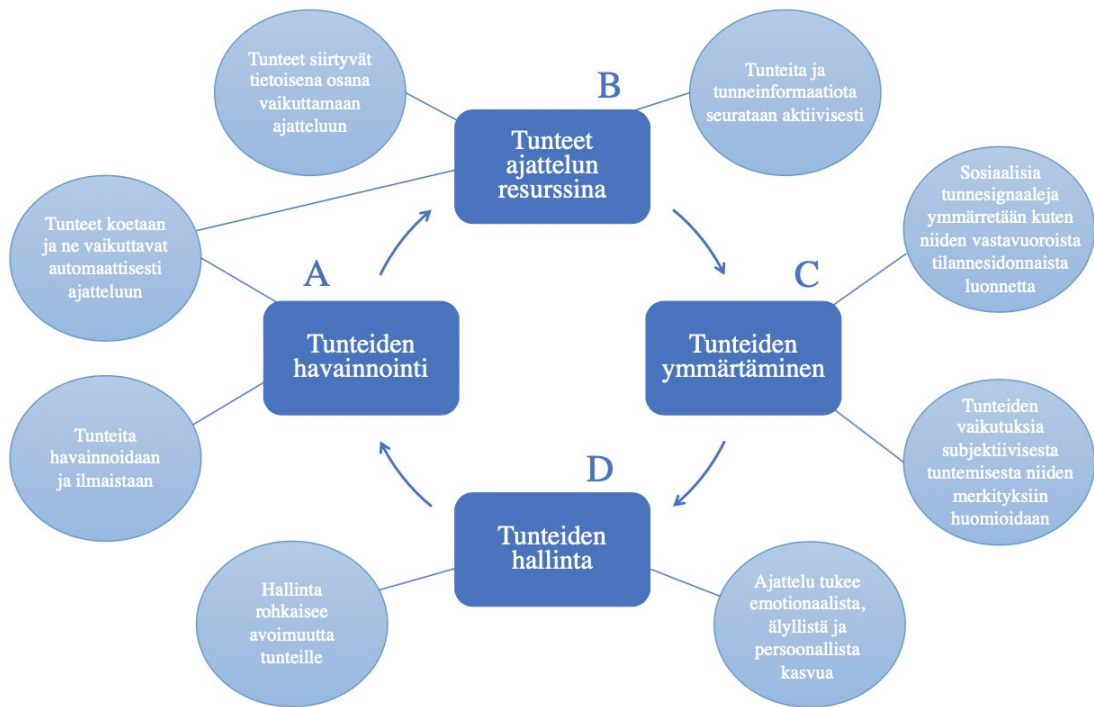 Tunteet siirtyvät
tietoisena osana
vaikuttamaan
ajatteluun
B
Tunteita ja
tunneinformaatiota
seurataan aktiivisesti
Tunteet
ajattelun
resurssina
Sosiaalisia
tunnesignaaleja
ymmärretään kuten
niiden vastavuoroista
tilannesidonnaista
luonnetta
Tunteet koetaan
ja ne vaikuttavat
automaattisesti
ajatteluun
A
C
Tunteiden
havainnointi
Tunteiden
ymmärtäminen
Tunteita
havainnoidaan
ja ilmaistaan
Tunteiden
vaikutuksia
subjektiivisesta
tuntemisesta niiden
merkityksiin
huomioidaan
D
Tunteiden
hallinta
Hallinta
rohkaisee
avoimuutta
tunteille
Ajattelu tukee
emotionaalista,
älyllistä ja
persoonallista
kasvua